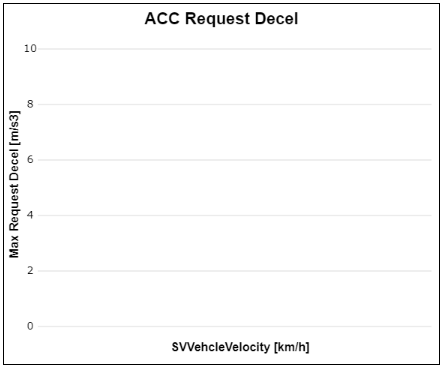 ACC Request Decel
10
8
6
4
2
0
Max Request Decel [m/s3]
SVVehcleVelocity [km/h]